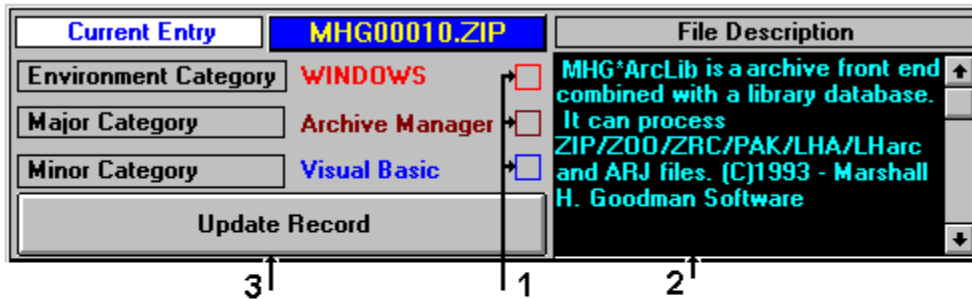 Current Entry MHG00010.ZIP File Description
Environment Category WINDOWS
Major Category Archive Manager
Minor Category Visual Basic
Update Record
MHG*ArcLib is a archive front end
combined with a library database.
It can process
ZIP/ZOO/ZRC/PAK/LHA/LHarc
and ARJ files. (C)1993 - Marshall
H. Goodman Software
3 1 2